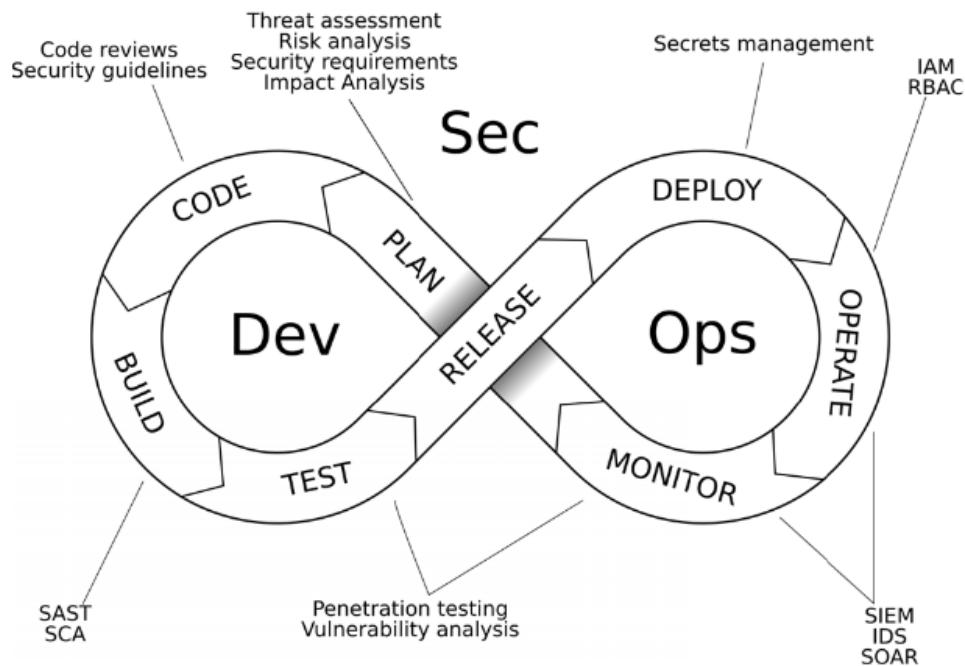 Threat assessment
Risk analysis
Security requirements
Impact Analysis
Code reviews
Security guidelines
Secrets management
IAM
RBAC
Sec
CODE
PLAN
DEPLOY
Dev
RELEASE
Ops
OPERATE
BUILD
TEST
MONITOR
SAST
SCA
Penetration testing
Vulnerability analysis
SIEM
IDS
SOAR